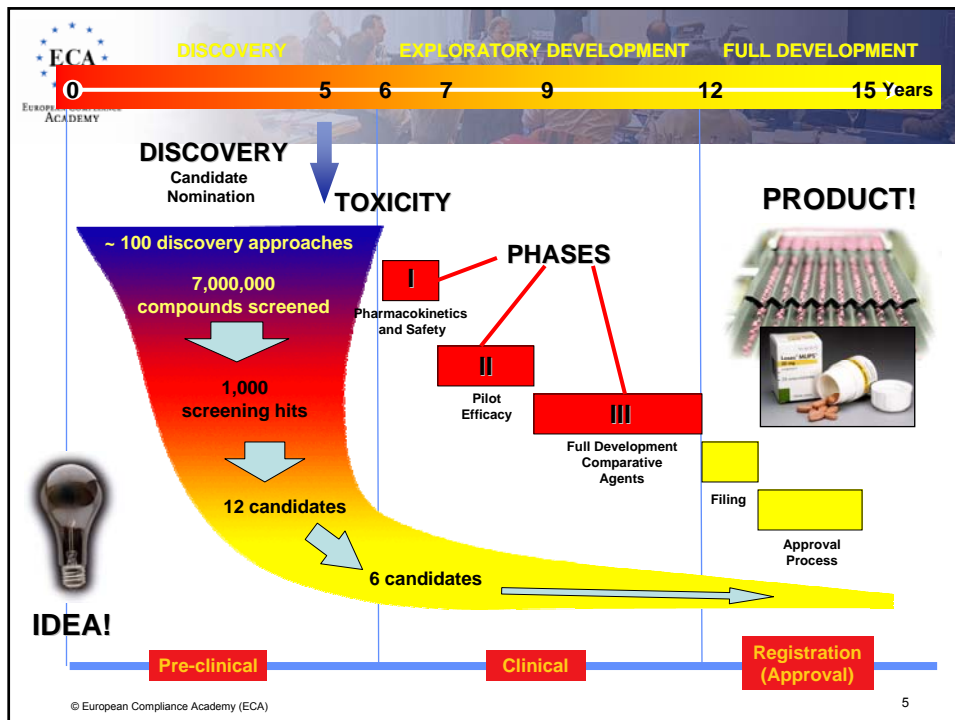 ECA
EUROPEAN COMPLIANCE
ACADEMY
DISCOVERY
EXPLORATORY DEVELOPMENT
FULL DEVELOPMENT
0 5 6 7 9 12 15 Years
DISCOVERY
Candidate
Nomination
TOXICITY
PRODUCT!
~ 100 discovery approaches
7,000,000
compounds screened
1,000
screening hits
12 candidates
6 candidates
PHASES
I
Pharmacokinetics
and Safety
II
Pilot
Efficacy
III
Full Development
Comparative
Agents
Filing
Approval
Process
MUPS
IDEA!
Pre-clinical
Clinical
Registration
(Approval)
© European Compliance Academy (ECA)
5